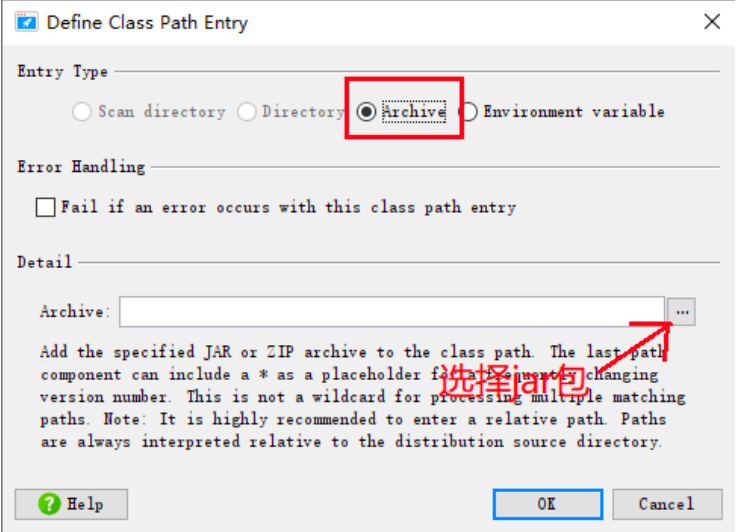 Define Class Path Entry
Entry Type
Scan directory Directory Archive Environment variable
Error Handling
Fail if an error occurs with this class path entry
Detail
Archive: ...
Add the specified JAR or ZIP archive to the class path. The last path
component can include a * as a placeholder for a frequently changing
选择jar包
version number. This is not a wildcard for processing multiple matching
paths. Note: It is highly recommended to enter a relative path. Paths
are always interpreted relative to the distribution source directory.
? Help OK Cancel